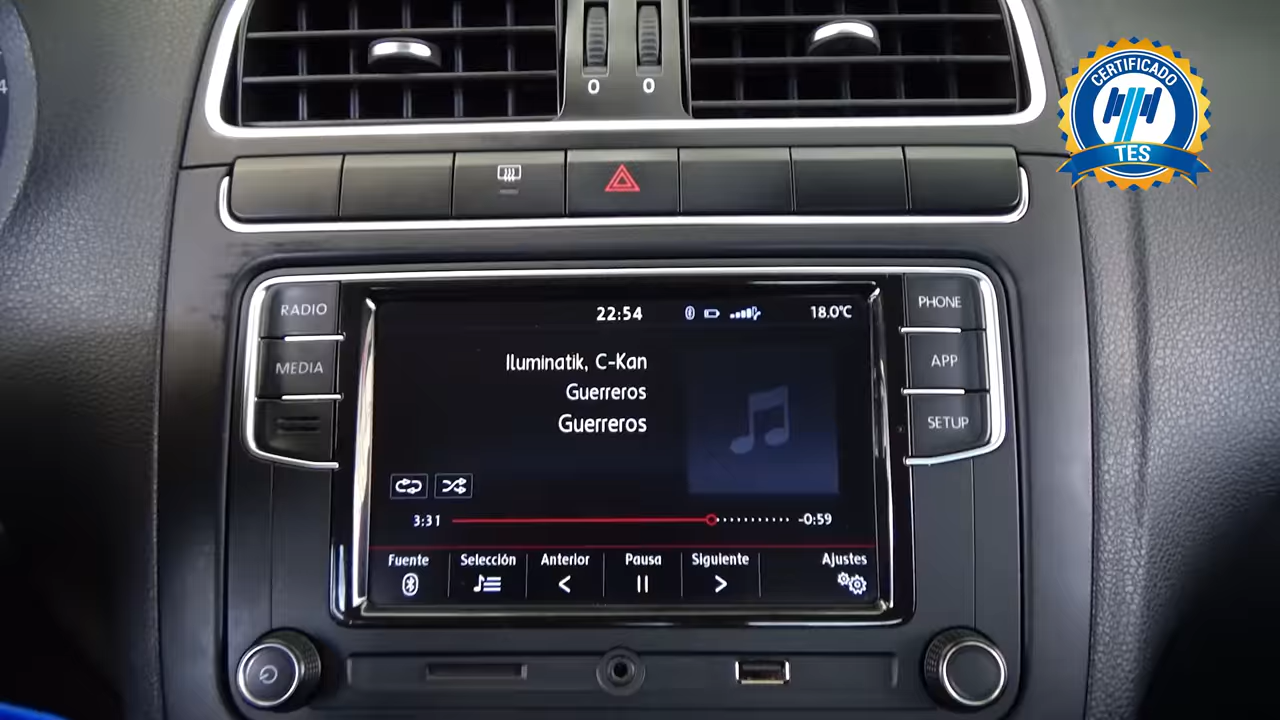 4
0 0
CERTIFICADO
TES
RADIO
MEDIA
PHONE
APP
SETUP
22:54 18.0°C
Iluminatik, C-Kan
Guerreros
Guerreros
3:31 -0:59
Fuente Selección Anterior Pausa Siguiente Ajustes